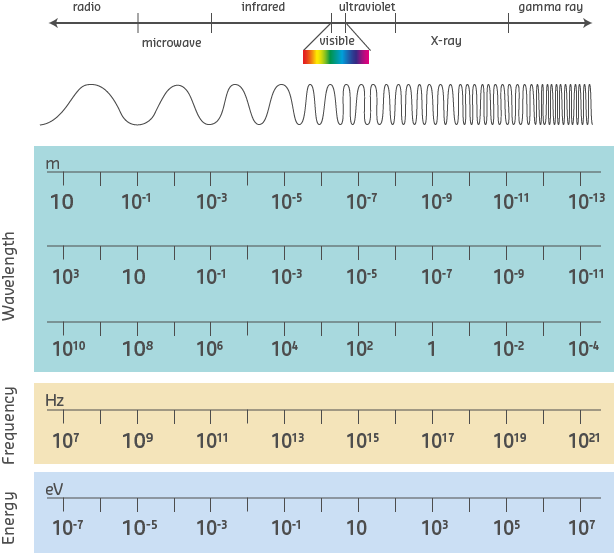 radio infrared ultraviolet gamma ray
microwave visible X-ray
Wavelength
m
10 10⁻¹ 10⁻³ 10⁻⁵ 10⁻⁷ 10⁻⁹ 10⁻¹¹ 10⁻¹³
10³ 10 10⁻¹ 10⁻³ 10⁻⁵ 10⁻⁷ 10⁻⁹ 10⁻¹¹
10¹⁰ 10⁸ 10⁶ 10⁴ 10² 1 10⁻² 10⁻⁴
Frequency
Hz
10⁷ 10⁹ 10¹¹ 10¹³ 10¹⁵ 10¹⁷ 10¹⁹ 10²¹
Energy
eV
10⁻⁷ 10⁻⁵ 10⁻³ 10⁻¹ 10 10³ 10⁵ 10⁷